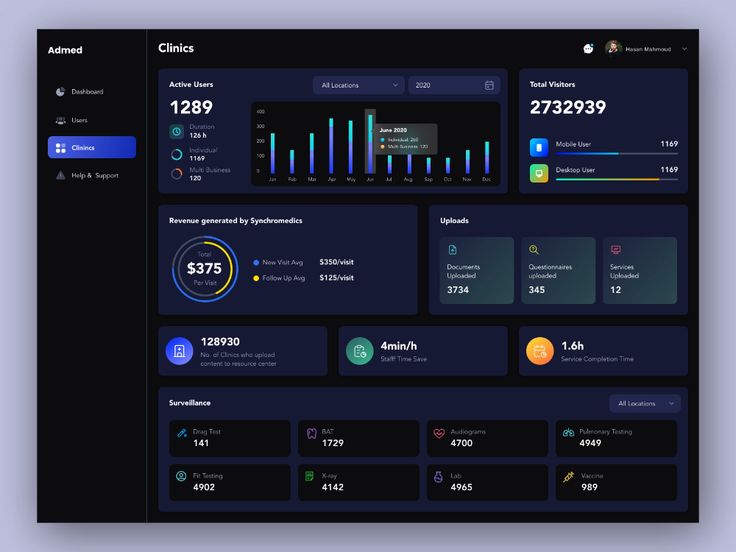 Admed
Dashboard
Users
Clinincs
Help & Support
Clinics
Hasan Mahmoud
Active Users
All Locations
2020
1289
Duration
126 h
Individual
1169
Multi Business
120
400
300
200
100
0
Jan
Feb
Mar
Apr
May
Jun
Jul
Aug
Sep
Oct
Nov
Dec
June 2020
Individual: 260
Multi Business: 120
Total Visitors
2732939
Mobile User
1169
Desktop User
1169
Revenue generated by Synchromedics
Total
$375
Per Visit
New Visit Avg
$350/visit
Follow Up Avg
$125/visit
Uploads
Documents
Uploaded
3734
Questionnaires
uploaded
345
Services
Uploaded
12
128930
No. of Clinics who upload
content to resource center
4min/h
Staff Time Save
1.6h
Service Completion Time
Surveillance
All Locations
Drag Test
141
BAT
1729
Audiograms
4700
Pulmonary Testing
4949
Fit Testing
4902
X-ray
4142
Lab
4965
Vaccine
989